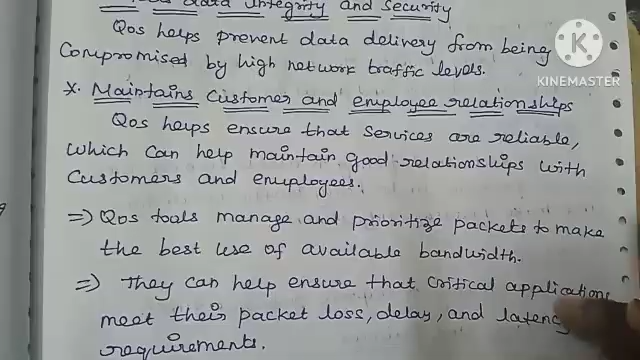 data integrity and security
Qos helps prevent data delivery from being
compromised by high network traffic levels.
KINEMASTER
x. Maintains customer and employee relationships
Qos helps ensure that services are reliable,
which can help maintain good relationships with
customers and employees.
=> Qos tools manage and prioritize packets to make
the best use of available bandwidth.
=> They can help ensure that critical applications
meet their packet loss, delay, and latency
requirements.